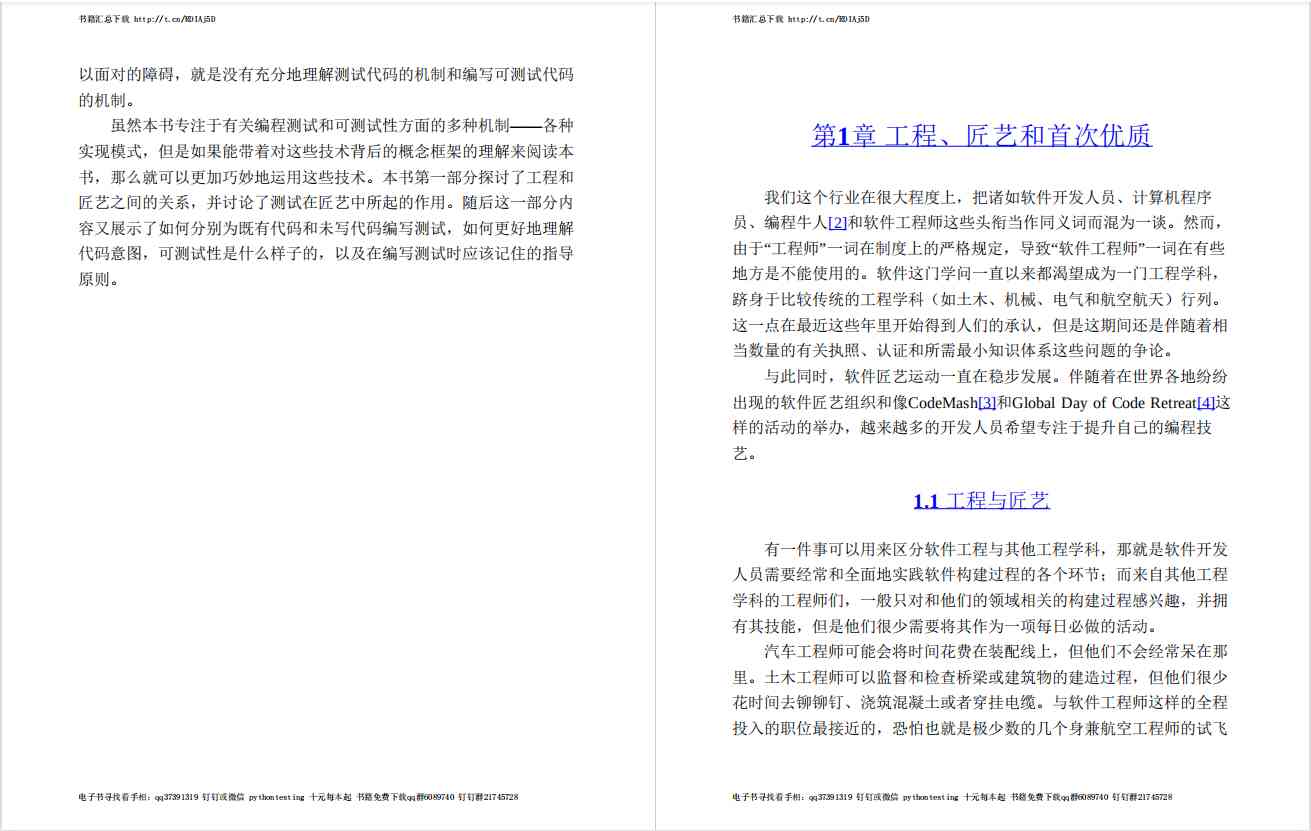 书籍汇总下载 http://t.cn/RDIAj5D
以面对的障碍，就是没有充分地理解测试代码的机制和编写可测试代码
的机制。
虽然本书专注于有关编程测试和可测试性方面的多种机制——各种
实现模式，但是如果能带着对这些技术背后的概念框架的理解来阅读本
书，那么就可以更加巧妙地运用这些技术。本书第一部分探讨了工程和
匠艺之间的关系，并讨论了测试在匠艺中所起的作用。随后这一部分内
容又展示了如何分别为既有代码和未写代码编写测试，如何更好地理解
代码意图，可测试性是什么样子的，以及在编写测试时应该记住的指导
原则。
电子书寻找看手相：qq37391319 钉钉或微信 pythontesting 十元每本起 书籍免费下载qq群6089740 钉钉群21745728
书籍汇总下载 http://t.cn/RDIAj5D
第1章 工程、匠艺和首次优质
我们这个行业在很大程度上，把诸如软件开发人员、计算机程序
员、编程牛人[2]和软件工程师这些头衔当作同义词而混为一谈。然而，
由于“工程师”一词在制度上的严格规定，导致“软件工程师”一词在有些
地方是不能使用的。软件这门学问一直以来都渴望成为一门工程学科，
跻身于比较传统的工程学科（如土木、机械、电气和航空航天）行列。
这一点在最近这些年里开始得到人们的承认，但是这期间还是伴随着相
当数量的有关执照、认证和所需最小知识体系这些问题的争论。
与此同时，软件匠艺运动一直在稳步发展。伴随着在世界各地纷纷
出现的软件匠艺组织和像CodeMash[3]和Global Day of Code Retreat[4]这
样的活动的举办，越来越多的开发人员希望专注于提升自己的编程技
艺。
1.1 工程与匠艺
有一件事可以用来区分软件工程与其他工程学科，那就是软件开发
人员需要经常和全面地实践软件构建过程的各个环节；而来自其他工程
学科的工程师们，一般只对和他们的领域相关的构建过程感兴趣，并拥
有其技能，但是他们很少需要将其作为一项每日必做的活动。
汽车工程师可能会将时间花费在装配线上，但他们不会经常呆在那
里。土木工程师可以监督和检查桥梁或建筑物的建造过程，但他们很少
花时间去铆铆钉、浇筑混凝土或者穿挂电缆。与软件工程师这样的全程
投入的职位最接近的，恐怕也就是极少数的几个身兼航空工程师的试飞
电子书寻找看手相：qq37391319 钉钉或微信 pythontesting 十元每本起 书籍免费下载qq群6089740 钉钉群21745728